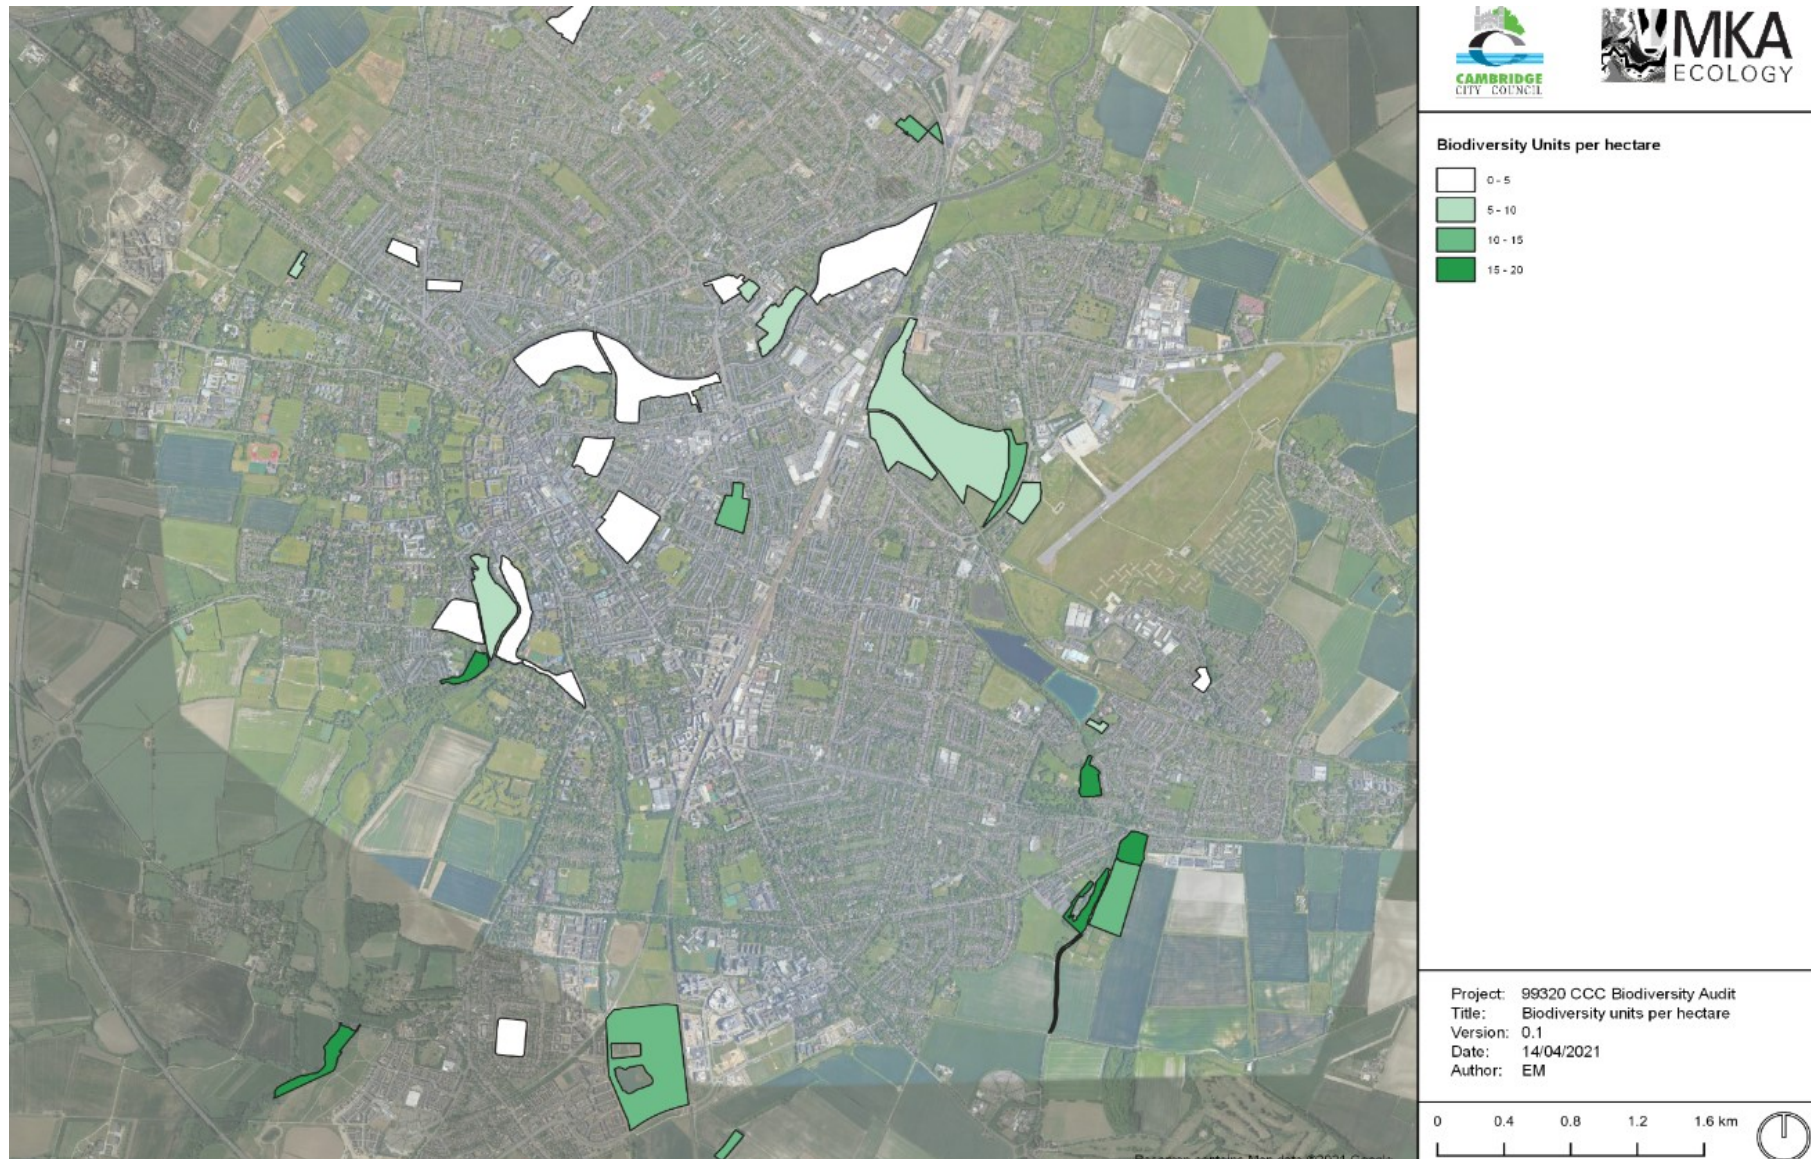 CAMBRIDGE
CITY COUNCIL
MKA
ECOLOGY
Biodiversity Units per hectare
0 - 5
5 - 10
10 - 15
15 - 20
Project: 99320 CCC Biodiversity Audit
Title: Biodiversity units per hectare
Version: 0.1
Date: 14/04/2021
Author: EM
0 0.4 0.8 1.2 1.6 km